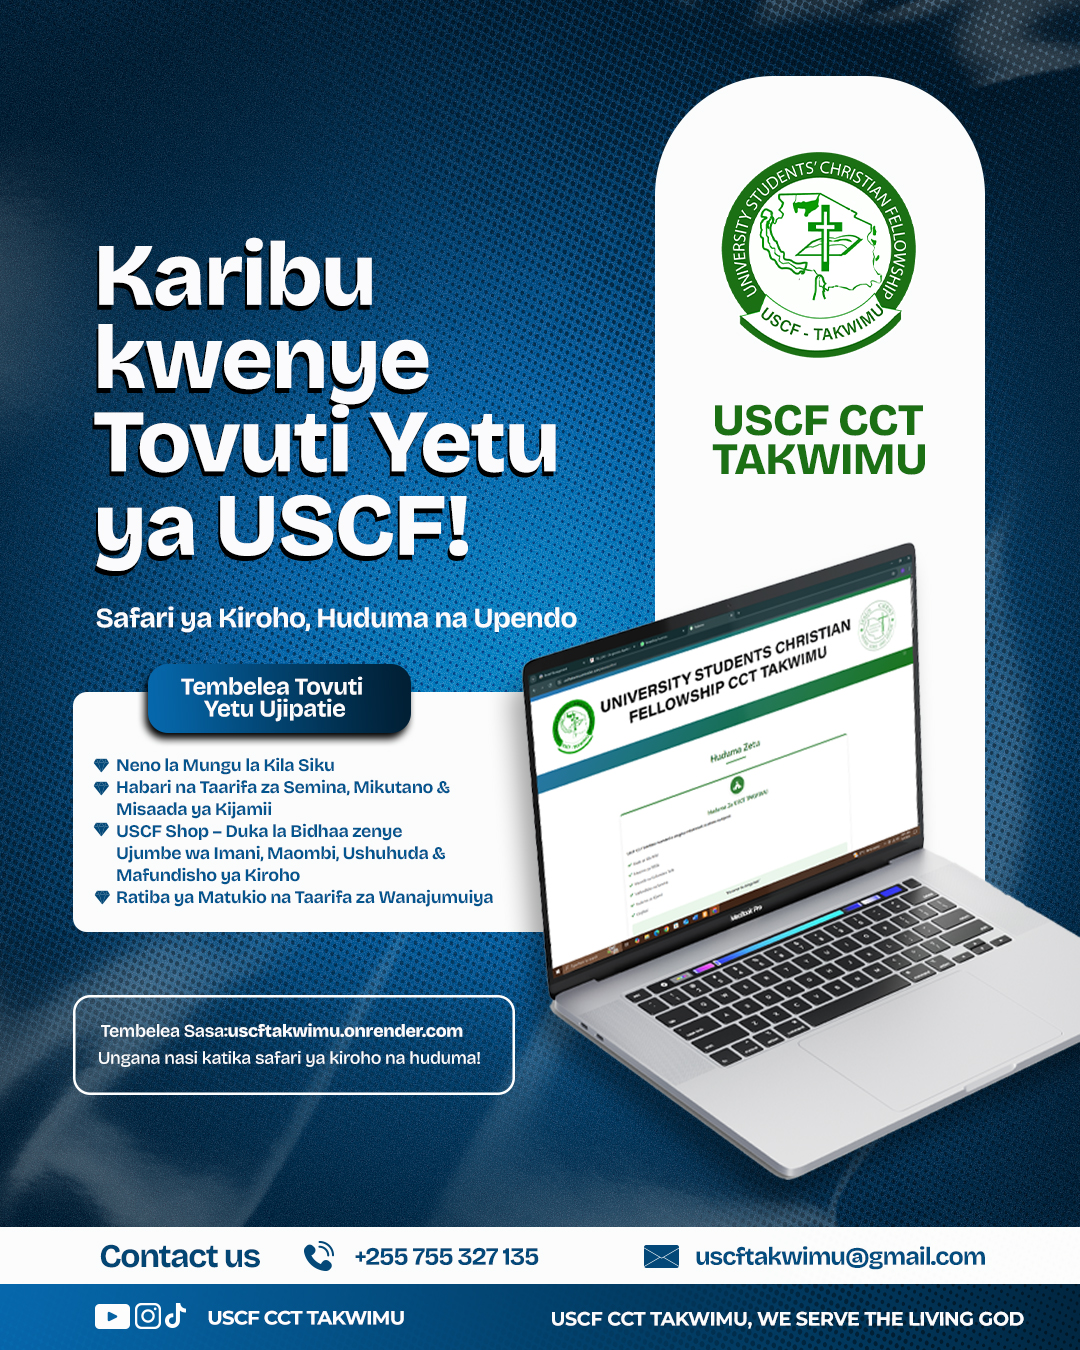 UNIVERSITY STUDENTS' CHRISTIAN FELLOWSHIP
USCF - TAKWIMU
USCF CCT
TAKWIMU
Karibu
kwenye
Tovuti Yetu
ya USCF!
Safari ya Kiroho, Huduma na Upendo
Tembelea Tovuti
Yetu Ujipatie
Neno la Mungu la Kila Siku
Habari na Taarifa za Semina, Mikutano &
Misaada ya Kijamii
USCF Shop – Duka la Bidhaa zenye
Ujumbe wa Imani, Maombi, Ushuhuda &
Mafundisho ya Kiroho
Ratiba ya Matukio na Taarifa za Wanajumuiya
UNIVERSITY STUDENTS CHRISTIAN
FELLOWSHIP CCT TAKWIMU
Huduma Zetu
MacBook Pro
Tembelea Sasa:uscftakwimu.onrender.com
Ungana nasi katika safari ya kiroho na huduma!
Contact us
+255 755 327 135
uscftakwimu@gmail.com
USCF CCT TAKWIMU
USCF CCT TAKWIMU, WE SERVE THE LIVING GOD